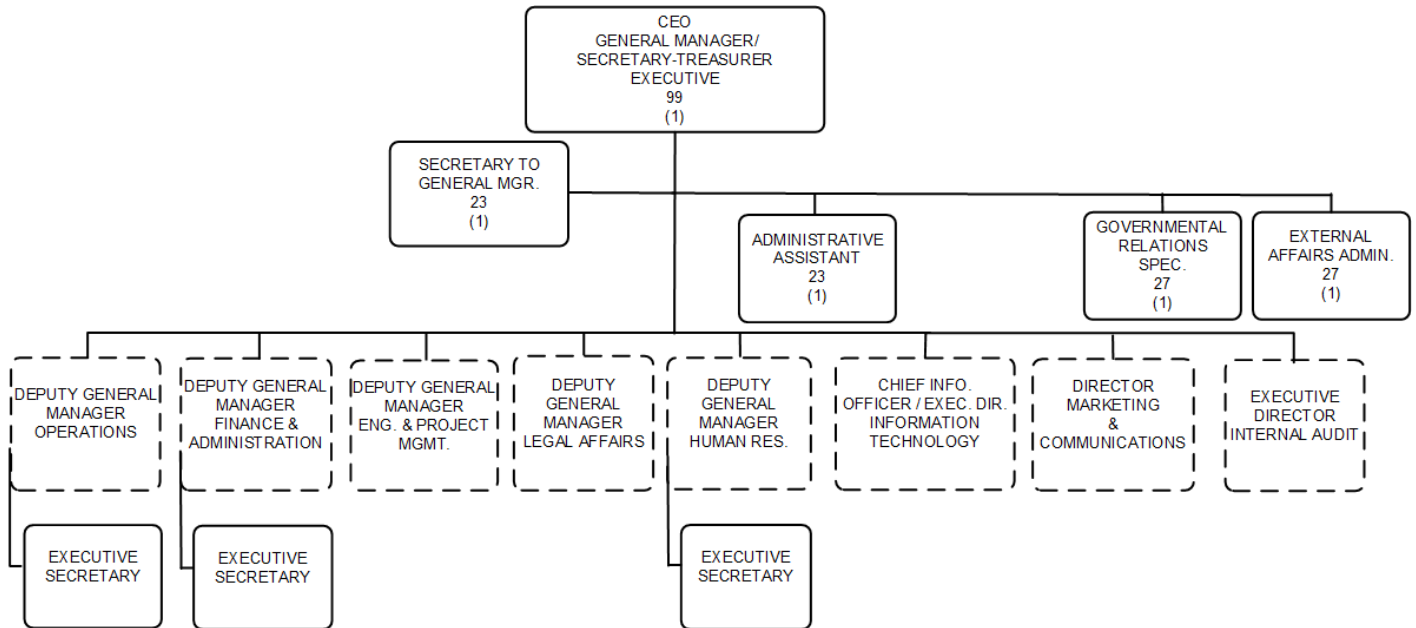 CEO
GENERAL MANAGER/
SECRETARY-TREASURER
EXECUTIVE
99
(1)
SECRETARY TO
GENERAL MGR.
23
(1)
ADMINISTRATIVE
ASSISTANT
23
(1)
GOVERNMENTAL
RELATIONS
SPEC.
27
(1)
EXTERNAL
AFFAIRS ADMIN.
27
(1)
DEPUTY GENERAL
MANAGER
OPERATIONS
DEPUTY GENERAL
MANAGER
FINANCE &
ADMINISTRATION
DEPUTY GENERAL
MANAGER
ENG. & PROJECT
MGMT.
DEPUTY
GENERAL
MANAGER
LEGAL AFFAIRS
DEPUTY
GENERAL
MANAGER
HUMAN RES.
CHIEF INFO.
OFFICER / EXEC. DIR.
INFORMATION
TECHNOLOGY
DIRECTOR
MARKETING
&
COMMUNICATIONS
EXECUTIVE
DIRECTOR
INTERNAL AUDIT
EXECUTIVE
SECRETARY
EXECUTIVE
SECRETARY
EXECUTIVE
SECRETARY